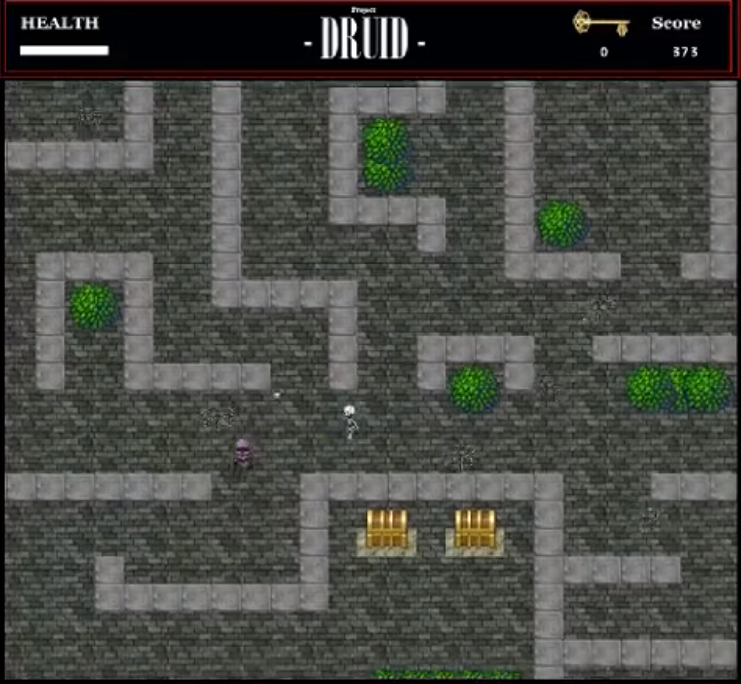 HEALTH
Project
- DRUID -
Score
0
373